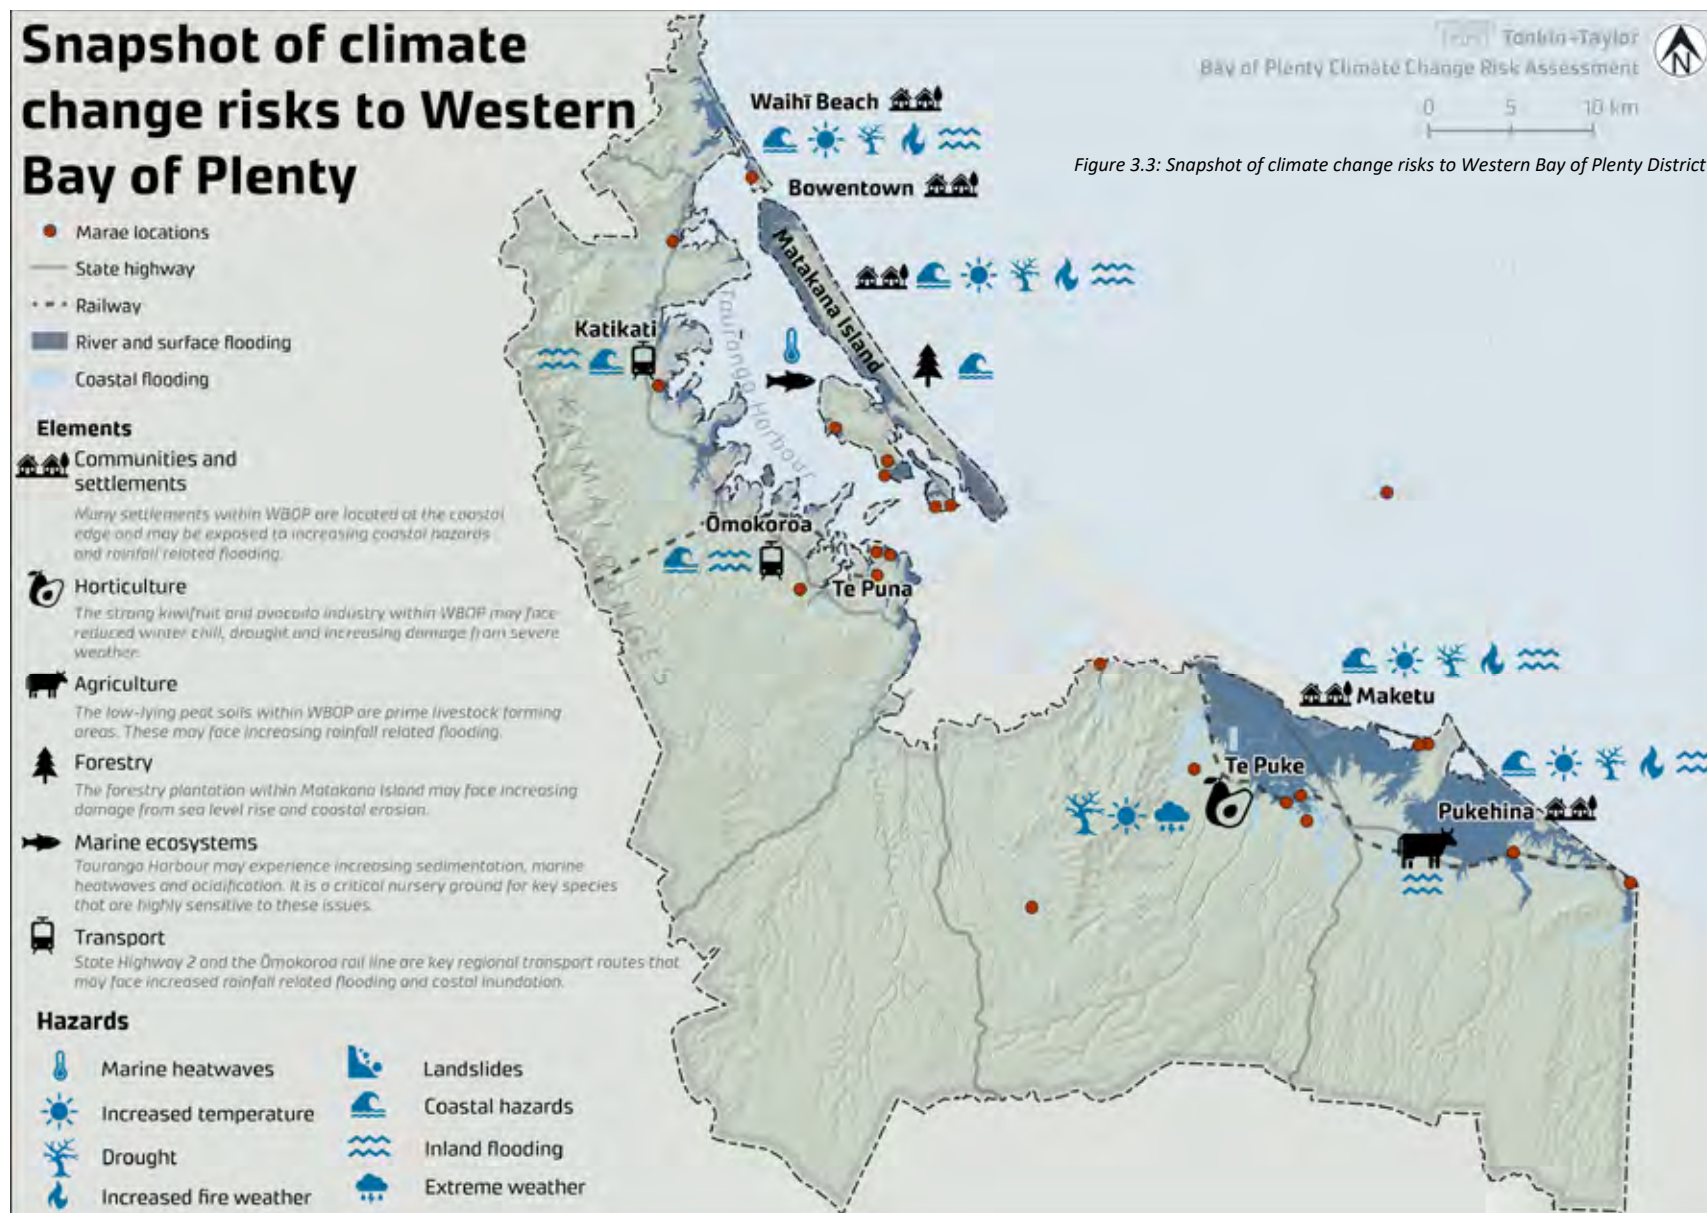 Snapshot of climate
change risks to Western
Bay of Plenty
Marae locations
State highway
Railway
River and surface flooding
Coastal flooding
Elements
Communities and
settlements
Many settlements within WBOP are located at the coastal
edge and may be exposed to increasing coastal hazards
and rainfall related flooding.
Horticulture
The strong kiwifruit and avocado industry within WBOP may face
reduced winter chill, drought and increasing damage from severe
weather.
Agriculture
The low-lying peat soils within WBOP are prime livestock farming
areas. These may face increasing rainfall related flooding.
Forestry
The forestry plantation within Matakana Island may face increasing
damage from sea level rise and coastal erosion.
Marine ecosystems
Tauranga Harbour may experience increasing sedimentation, marine
heatwaves and acidification. It is a critical nursery ground for key species
that are highly sensitive to these issues.
Transport
State Highway 2 and the Ōmokoroa rail line are key regional transport routes that
may face increased rainfall related flooding and costal inundation.
Hazards
Marine heatwaves
Increased temperature
Drought
Increased fire weather
Landslides
Coastal hazards
Inland flooding
Extreme weather
Tonkin+Taylor
Bay of Plenty Climate Change Risk Assessment
N
0 5 10 km
Figure 3.3: Snapshot of climate change risks to Western Bay of Plenty District
Waihī Beach
Bowentown
Matakana Island
Katikati
Tauranga Harbour
KAIMAI RANGES
Ōmokoroa
Te Puna
Maketu
Te Puke
Pukehina